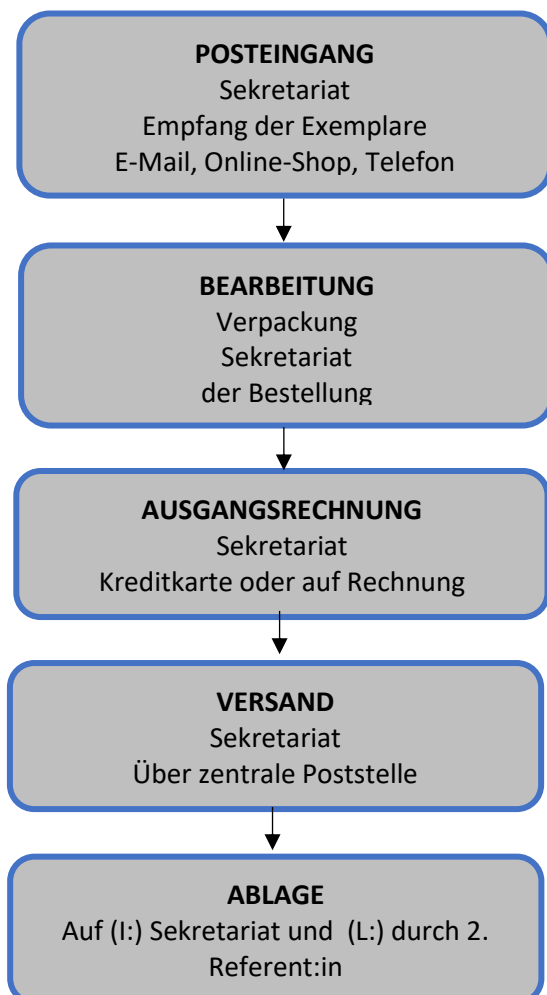 POSTEINGANG
Sekretariat
Empfang der Exemplare
E-Mail, Online-Shop, Telefon
BEARBEITUNG
Verpackung
Sekretariat
der Bestellung
AUSGANGSRECHNUNG
Sekretariat
Kreditkarte oder auf Rechnung
VERSAND
Sekretariat
Über zentrale Poststelle
ABLAGE
Auf (I:) Sekretariat und  (L:) durch 2.
Referent:in